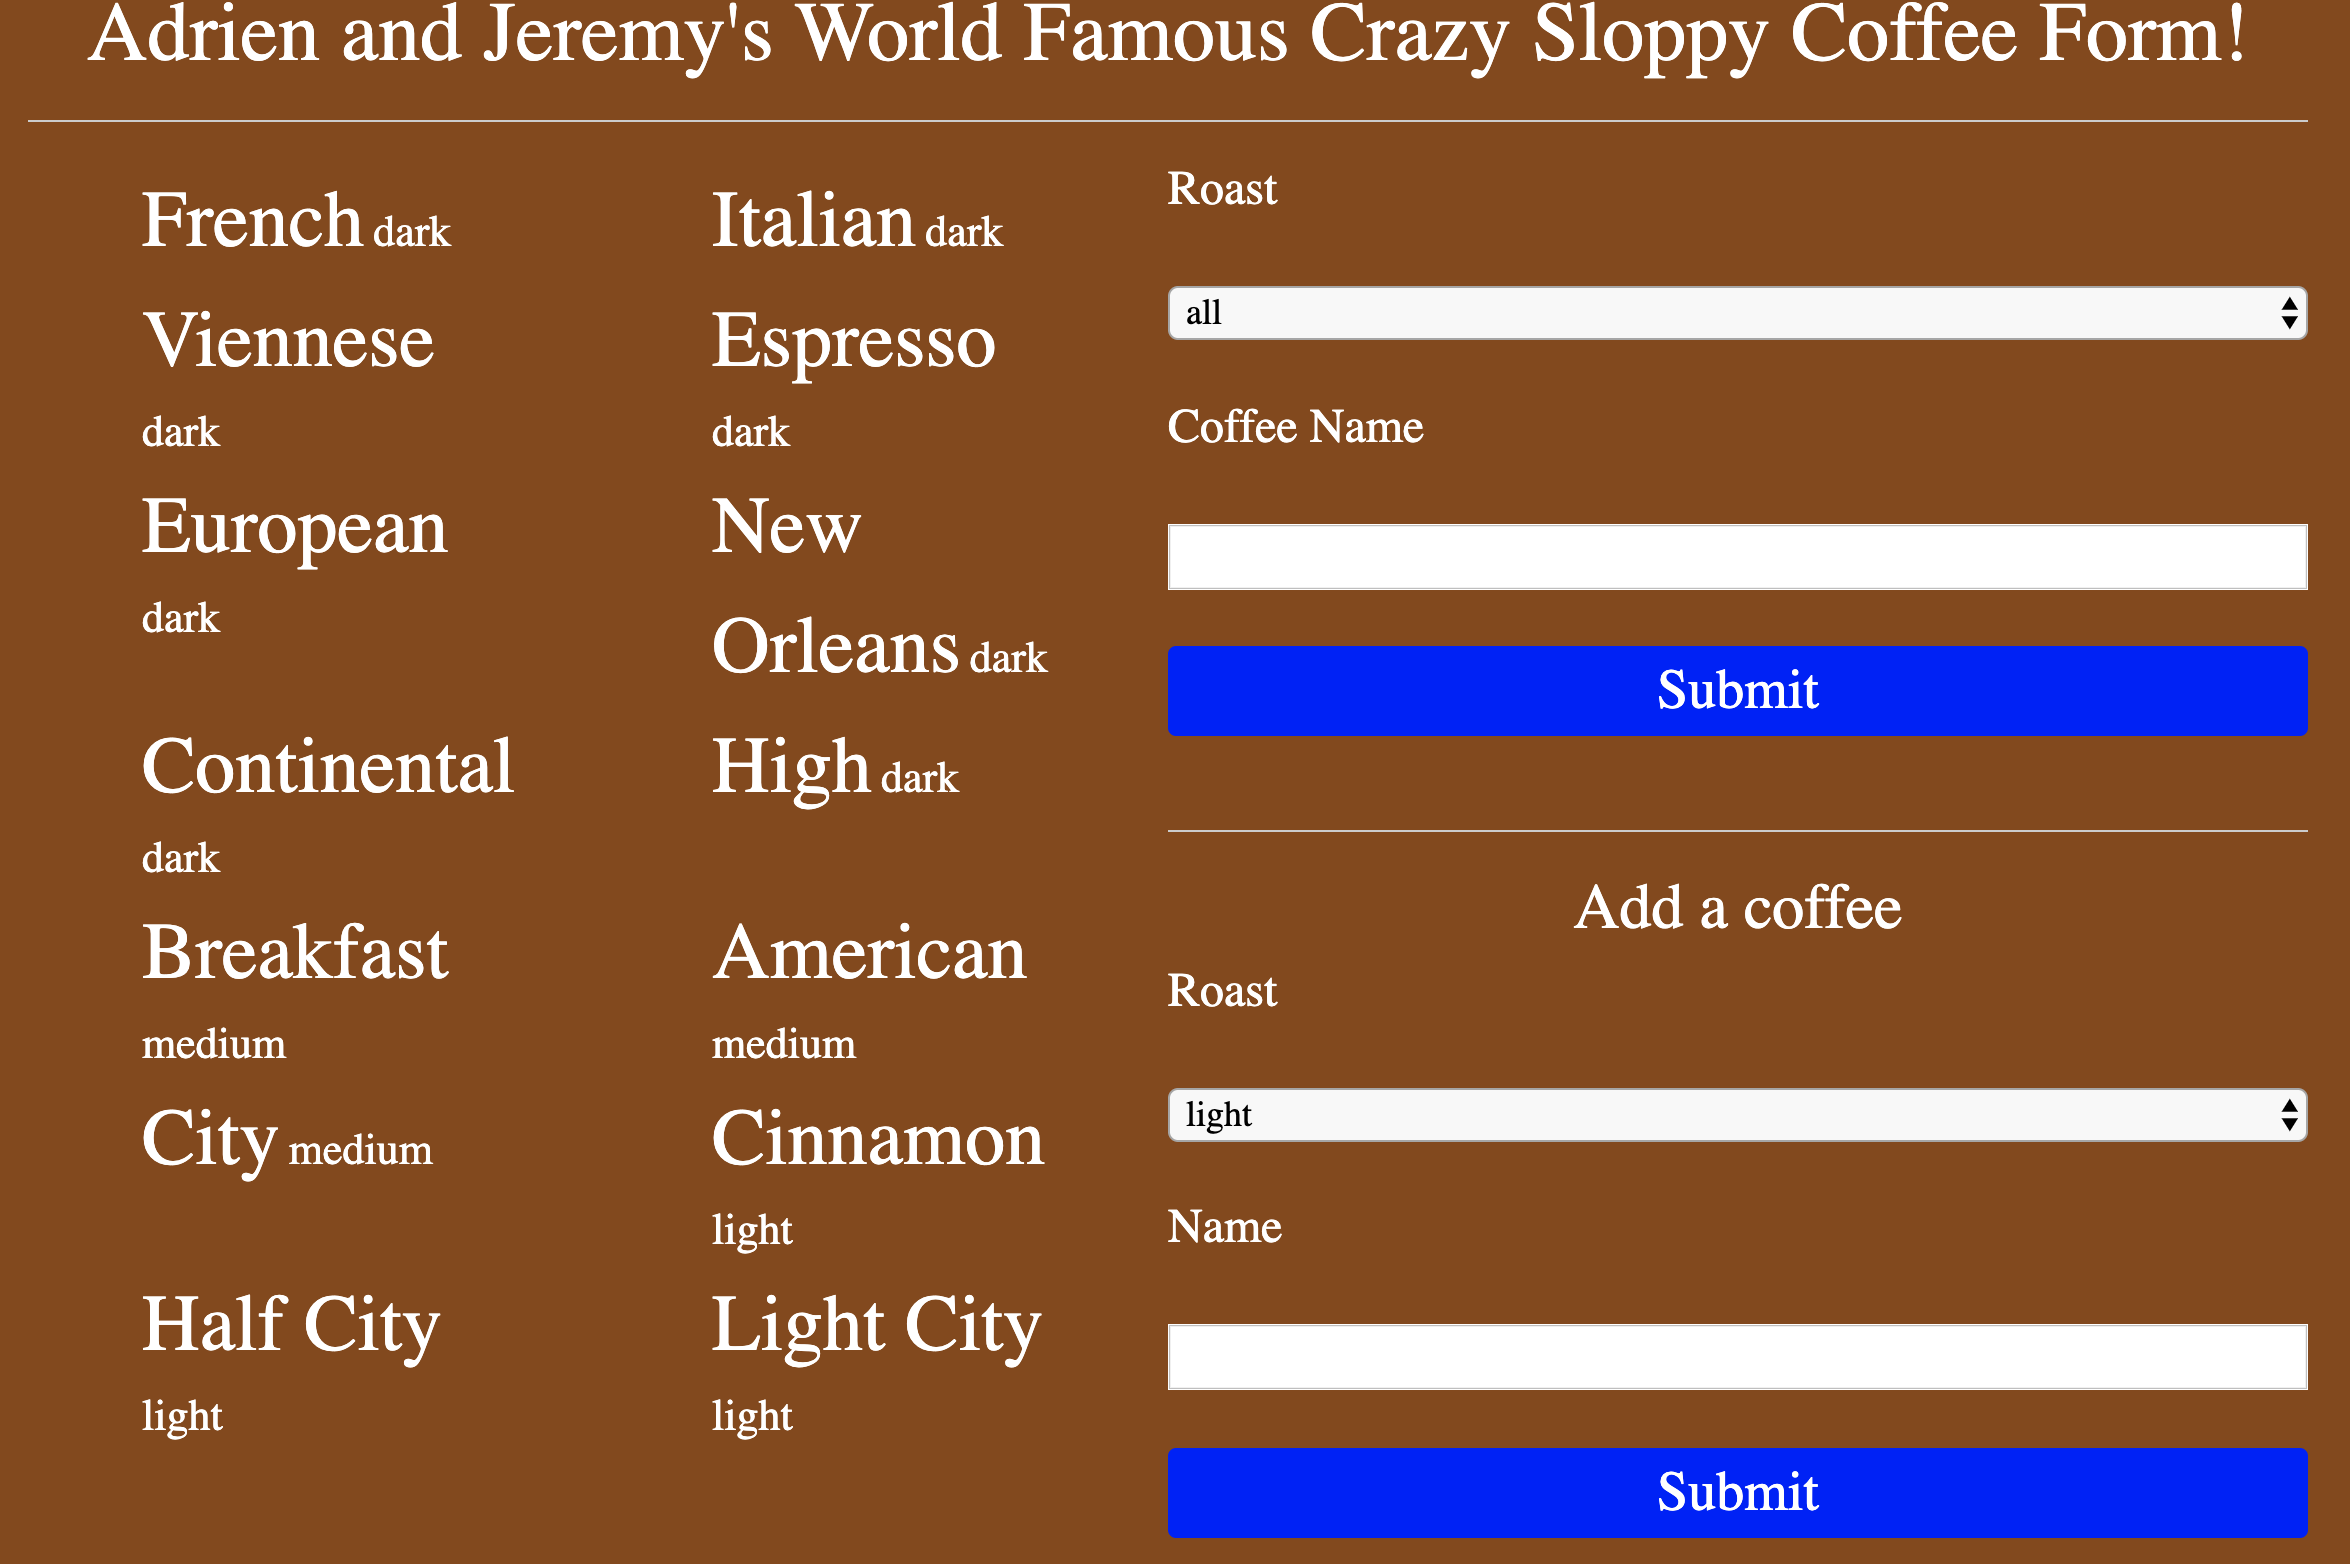 Adrien and Jeremy's World Famous Crazy Sloppy Coffee Form!
French dark
Italian dark
Viennese
dark
Espresso
dark
European
dark
New
Orleans dark
Continental
dark
High dark
Breakfast
medium
American
medium
City medium
Cinnamon
light
Half City
light
Light City
light
Roast
all
Coffee Name
Submit
Add a coffee
Roast
light
Name
Submit